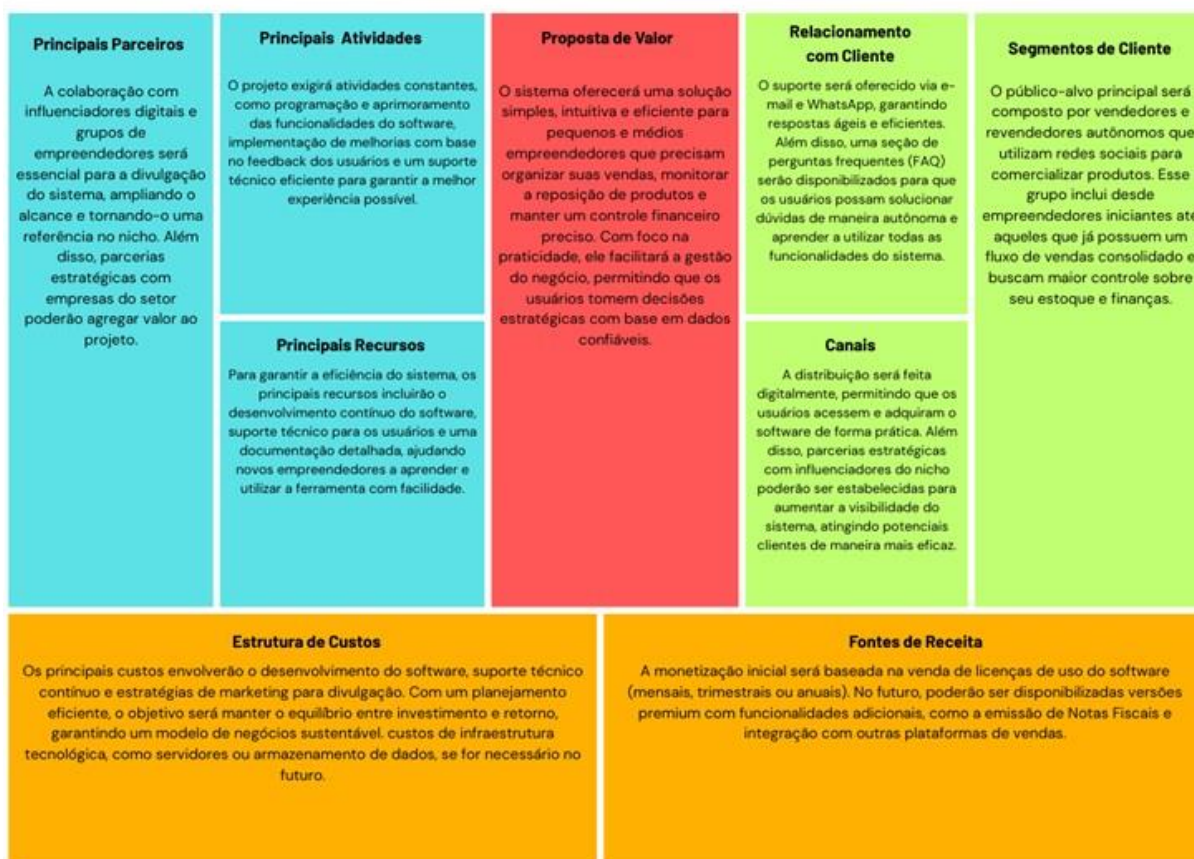 Principais Parceiros
A colaboração com
influenciadores digitais e
grupos de
empreendedores será
essencial para a divulgação
do sistema, ampliando o
alcance e tornando-o uma
referência no nicho. Além
disso, parcerias
estratégicas com
empresas do setor
poderão agregar valor ao
projeto.
Principais Atividades
O projeto exigirá atividades constantes,
como programação e aprimoramento
das funcionalidades do software,
implementação de melhorias com base
no feedback dos usuários e um suporte
técnico eficiente para garantir a melhor
experiência possível.
Principais Recursos
Para garantir a eficiência do sistema, os
principais recursos incluirão o
desenvolvimento contínuo do software,
suporte técnico para os usuários e uma
documentação detalhada, ajudando
novos empreendedores a aprender e
utilizar a ferramenta com facilidade.
Proposta de Valor
O sistema oferecerá uma solução
simples, intuitiva e eficiente para
pequenos e médios
empreendedores que precisam
organizar suas vendas, monitorar
a reposição de produtos e
manter um controle financeiro
preciso. Com foco na
praticidade, ele facilitará a gestão
do negócio, permitindo que os
usuários tomem decisões
estratégicas com base em dados
confiáveis.
Relacionamento
com Cliente
O suporte será oferecido via e-
mail e WhatsApp, garantindo
respostas ágeis e eficientes.
Além disso, uma seção de
perguntas frequentes (FAQ)
serão disponibilizados para que
os usuários possam solucionar
dúvidas de maneira autônoma e
aprender a utilizar todas as
funcionalidades do sistema.
Canais
A distribuição será feita
digitalmente, permitindo que os
usuários acessem e adquiram o
software de forma prática. Além
disso, parcerias estratégicas
com influenciadores do nicho
poderão ser estabelecidas para
aumentar a visibilidade do
sistema, atingindo potenciais
clientes de maneira mais eficaz.
Segmentos de Cliente
O público-alvo principal será
composto por vendedores e
revendedores autônomos que
utilizam redes sociais para
comercializar produtos. Esse
grupo inclui desde
empreendedores iniciantes até
aqueles que já possuem um
fluxo de vendas consolidado e
buscam maior controle sobre
seu estoque e finanças.
Estrutura de Custos
Os principais custos envolverão o desenvolvimento do software, suporte técnico
contínuo e estratégias de marketing para divulgação. Com um planejamento
eficiente, o objetivo será manter o equilíbrio entre investimento e retorno,
garantindo um modelo de negócios sustentável. custos de infraestrutura
tecnológica, como servidores ou armazenamento de dados, se for necessário no
futuro.
Fontes de Receita
A monetização inicial será baseada na venda de licenças de uso do software
(mensais, trimestrais ou anuais). No futuro, poderão ser disponibilizadas versões
premium com funcionalidades adicionais, como a emissão de Notas Fiscais e
integração com outras plataformas de vendas.